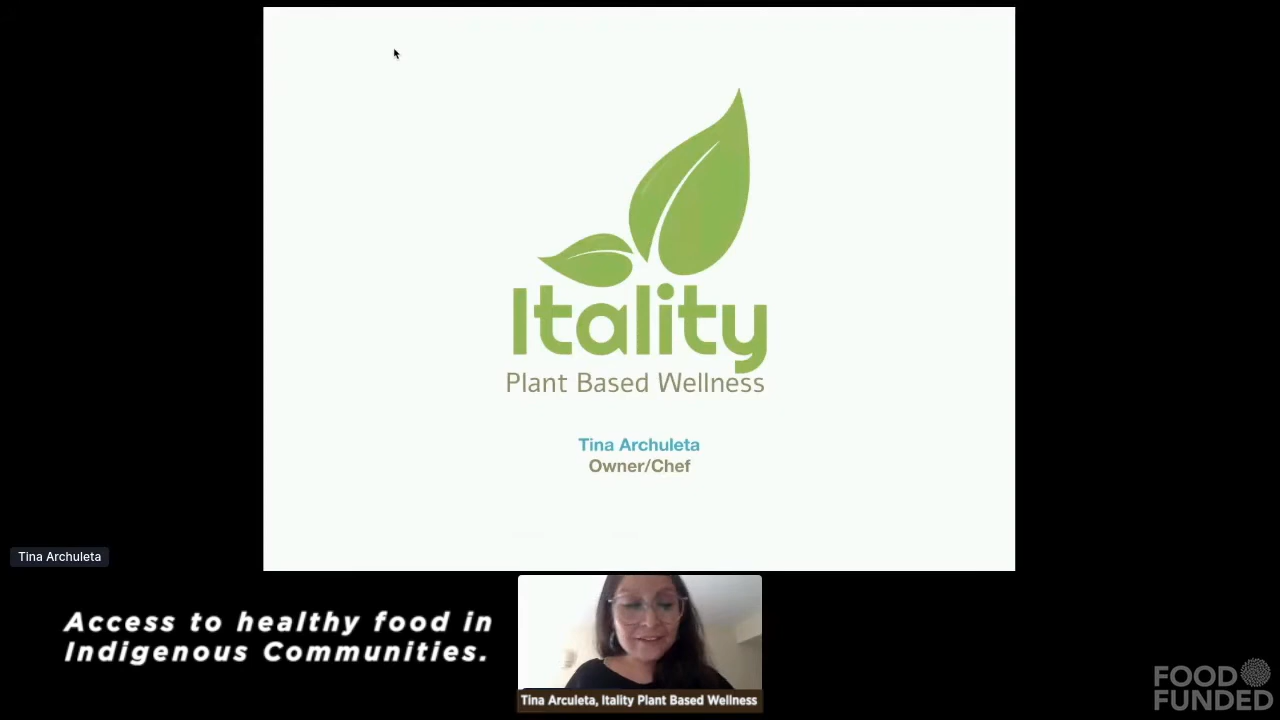 Itality
Plant Based Wellness
Tina Archuleta
Owner/Chef
Tina Archuleta
Access to healthy food in
Indigenous Communities.
Tina Arculeta, Itality Plant Based Wellness
FOOD
FUNDED